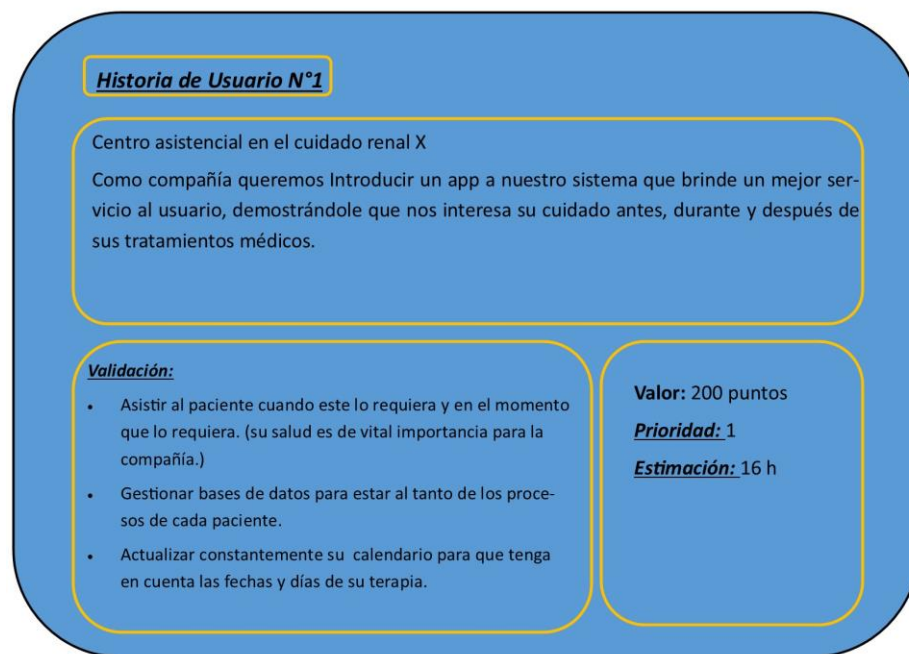 Historia de Usuario N°1
Centro asistencial en el cuidado renal X
Como compañía queremos Introducir un app a nuestro sistema que brinde un mejor ser-
vicio al usuario, demostrándole que nos interesa su cuidado antes, durante y después de
sus tratamientos médicos.
Validación:
• Asistir al paciente cuando este lo requiera y en el momento
que lo requiera. (su salud es de vital importancia para la
compañía.)
• Gestionar bases de datos para estar al tanto de los proce-
sos de cada paciente.
• Actualizar constantemente su calendario para que tenga
en cuenta las fechas y días de su terapia.
Valor: 200 puntos
Prioridad: 1
Estimación: 16 h